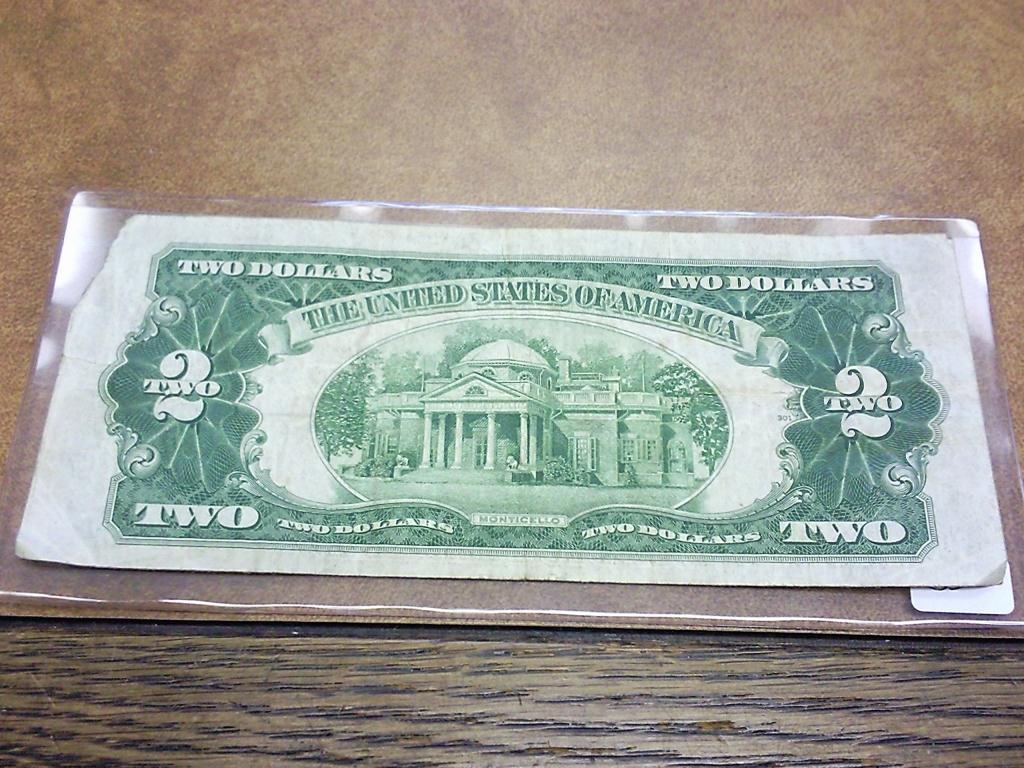 TWO DOLLARS
TWO DOLLARS
THE UNITED STATES OF AMERICA
2
TWO
2
TWO
TWO
TWO DOLLARS
MONTICELLO
TWO DOLLARS
TWO